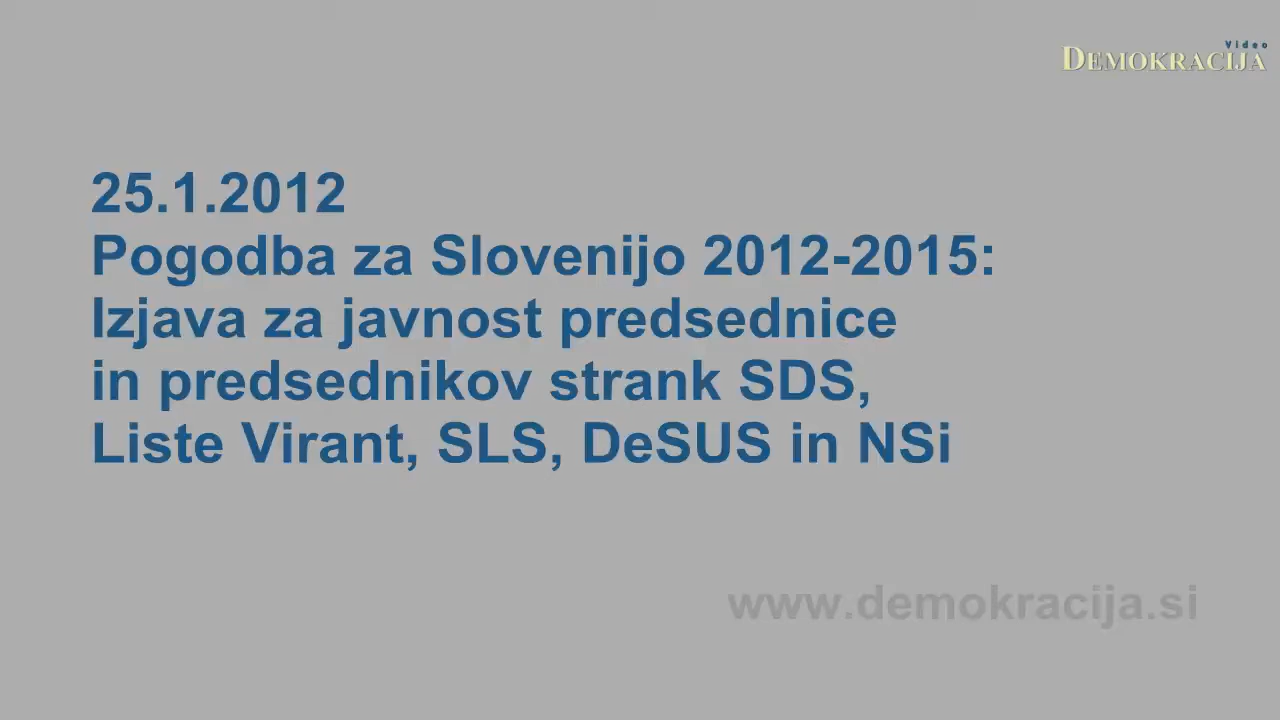 Video
DEMOKRACIJA
25.1.2012
Pogodba za Slovenijo 2012-2015:
Izjava za javnost predsednice
in predsednikov strank SDS,
Liste Virant, SLS, DeSUS in NSi
www.demokracija.si